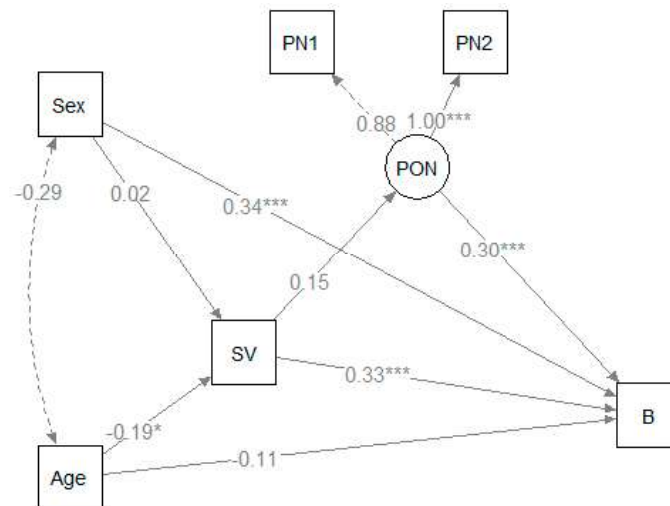 PN1
PN2
Sex
0.88
1.00***
PON
-0.29
0.02
0.34***
0.30***
0.15
SV
0.33***
B
-0.19*
-0.11
Age